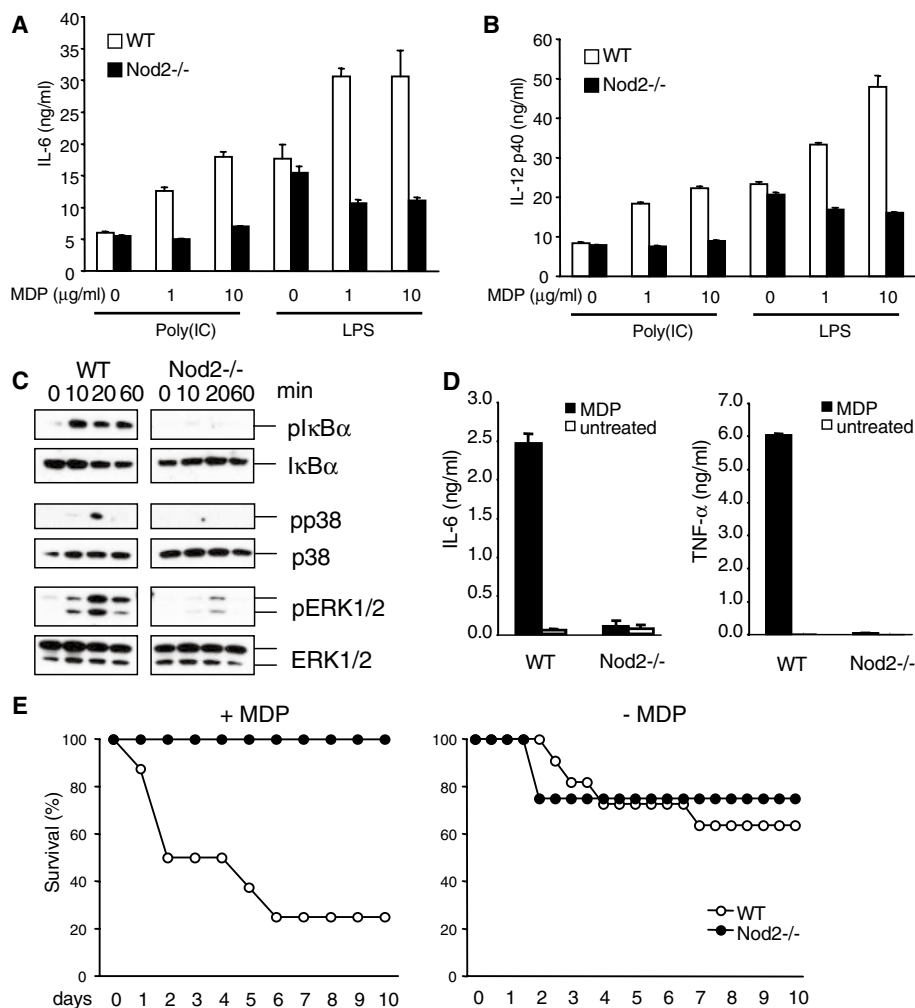 A
WT
Nod2-/-
IL-6 (ng/ml)
40
35
30
25
20
15
10
5
0
MDP (μg/ml) 0 1 10 0 1 10
Poly(IC) LPS
B
WT
Nod2-/-
IL-12 p40 (ng/ml)
60
50
40
30
20
10
0
MDP (μg/ml) 0 1 10 0 1 10
Poly(IC) LPS
C
WT Nod2-/-
0 10 20 60 0 10 20 60 min
pIκBα
IκBα
pp38
p38
pERK1/2
ERK1/2
D
MDP
untreated
IL-6 (ng/ml)
3.0
2.5
2.0
1.5
1.0
0.5
0.0
WT Nod2-/-
MDP
untreated
TNF-α (ng/ml)
7.0
6.0
5.0
4.0
3.0
2.0
1.0
0.0
WT Nod2-/-
E
+ MDP
Survival (%)
100
80
60
40
20
0
days 0 1 2 3 4 5 6 7 8 9 10
- MDP
100
80
60
40
20
0
WT
Nod2-/-
0 1 2 3 4 5 6 7 8 9 10